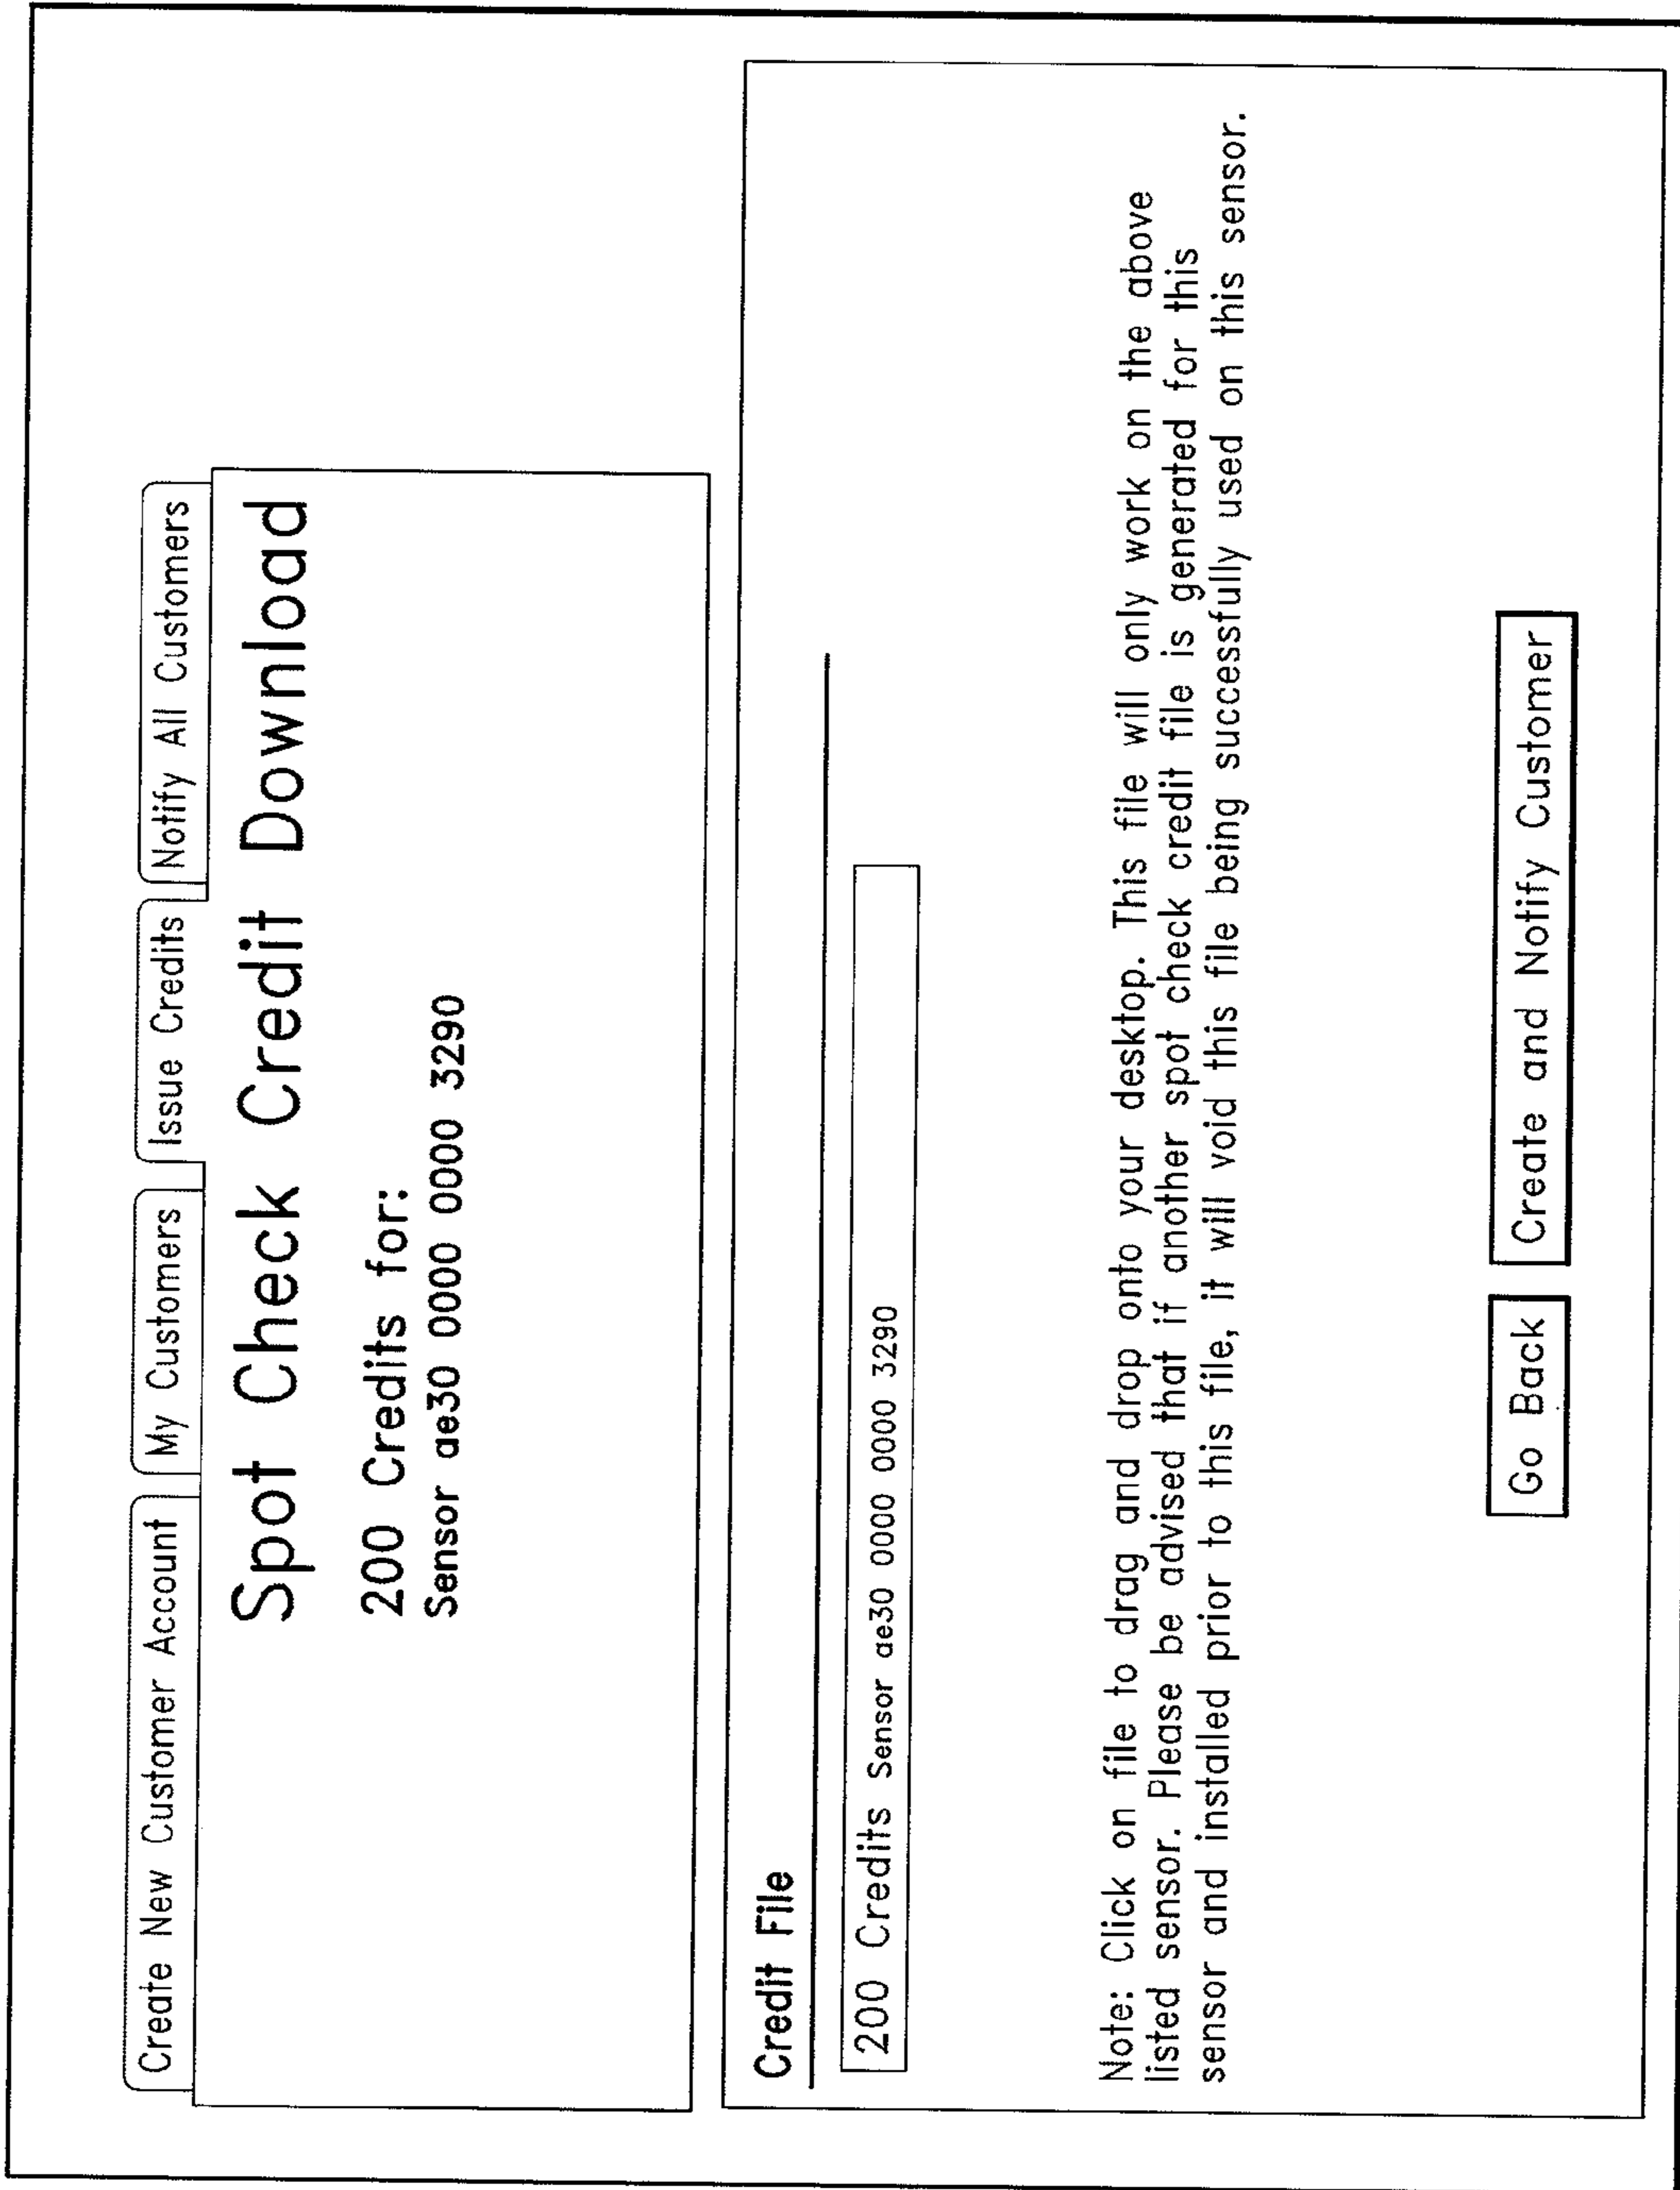 Create New Customer Account
My Customers
Issue Credits
Notify All Customers
Spot Check Credit Download
200 Credits for:
Sensor ae30 0000 0000 3290
Credit File
200 Credits Sensor ae30 0000 0000 3290
Note: Click on file to drag and drop onto your desktop. This file will only work on the above
listed sensor. Please be advised that if another spot check credit file is generated for this
sensor and installed prior to this file, it will void this file being successfully used on this sensor.
Go Back
Create and Notify Customer